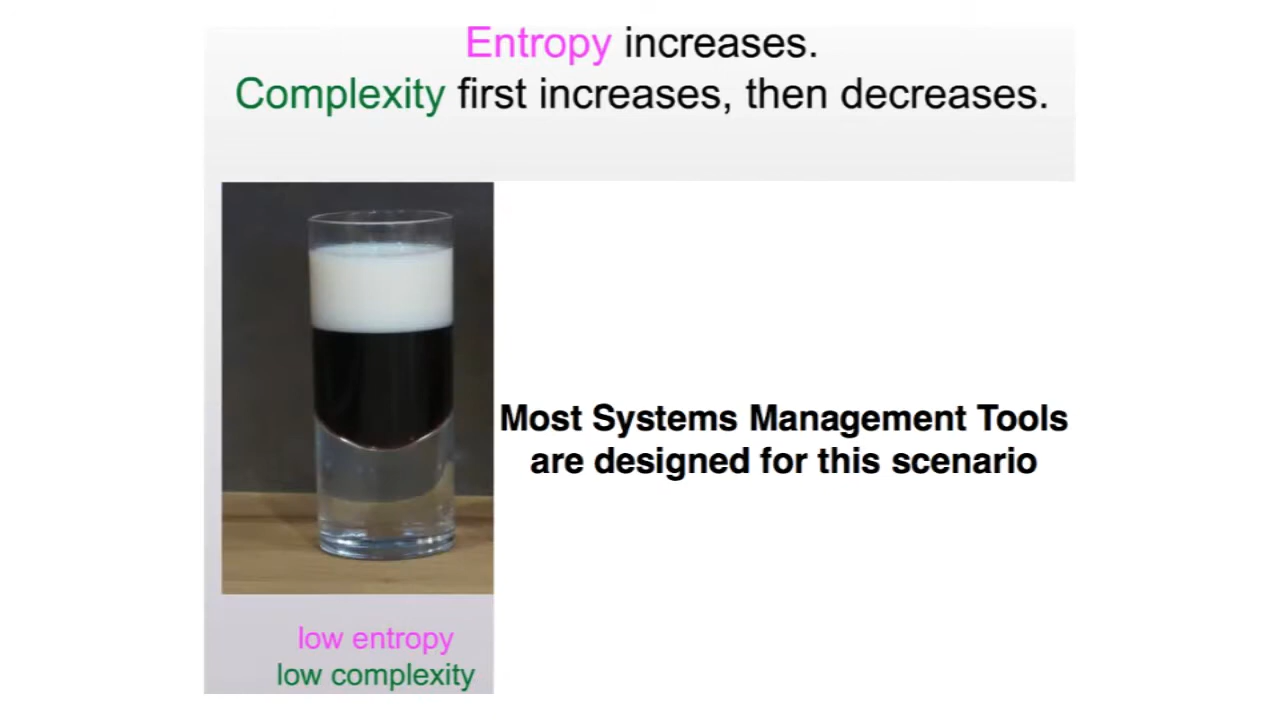 Entropy increases.
Complexity first increases, then decreases.
Most Systems Management Tools
are designed for this scenario
low entropy
low complexity